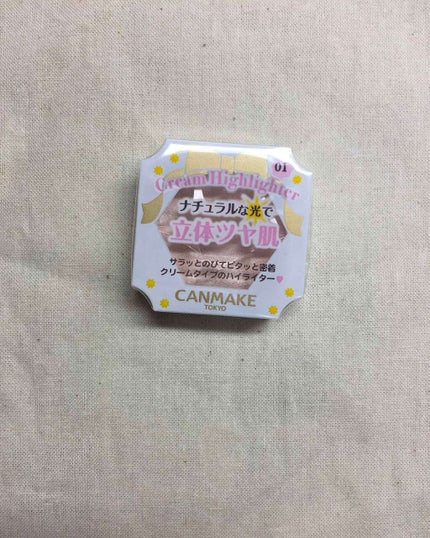 01
Cream Highlighter
ナチュラルな光で
立体ツヤ肌
サラッとのびてピタッと密着
クリームタイプのハイライター
CANMAKE
TOKYO